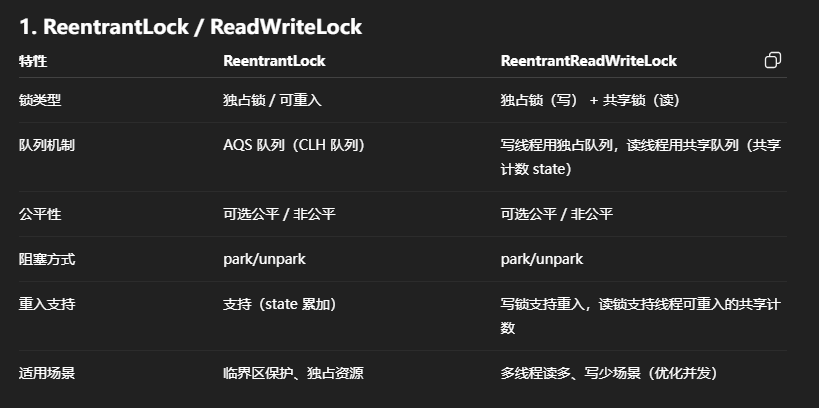 1. ReentrantLock / ReadWriteLock
特性 ReentrantLock ReentrantReadWriteLock
锁类型 独占锁 / 可重入 独占锁（写） + 共享锁（读）
队列机制 AQS 队列（CLH 队列） 写线程用独占队列，读线程用共享队列（共享
计数 state）
公平性 可选公平 / 非公平 可选公平 / 非公平
阻塞方式 park/unpark park/unpark
重入支持 支持（state 累加） 写锁支持重入，读锁支持线程可重入的共享计
数
适用场景 临界区保护、独占资源 多线程读多、写少场景（优化并发）